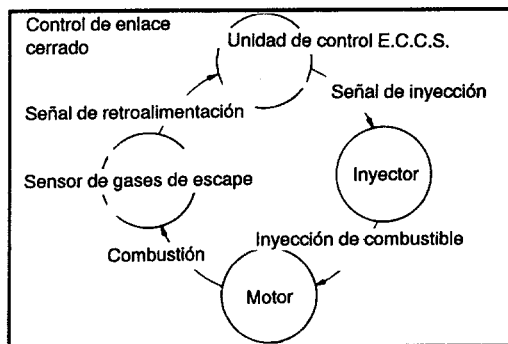 Control de enlace
cerrado
Unidad de control E.C.C.S.
Señal de retroalimentación
Señal de inyección
Sensor de gases de escape
Inyector
Inyección de combustible
Combustión
Motor